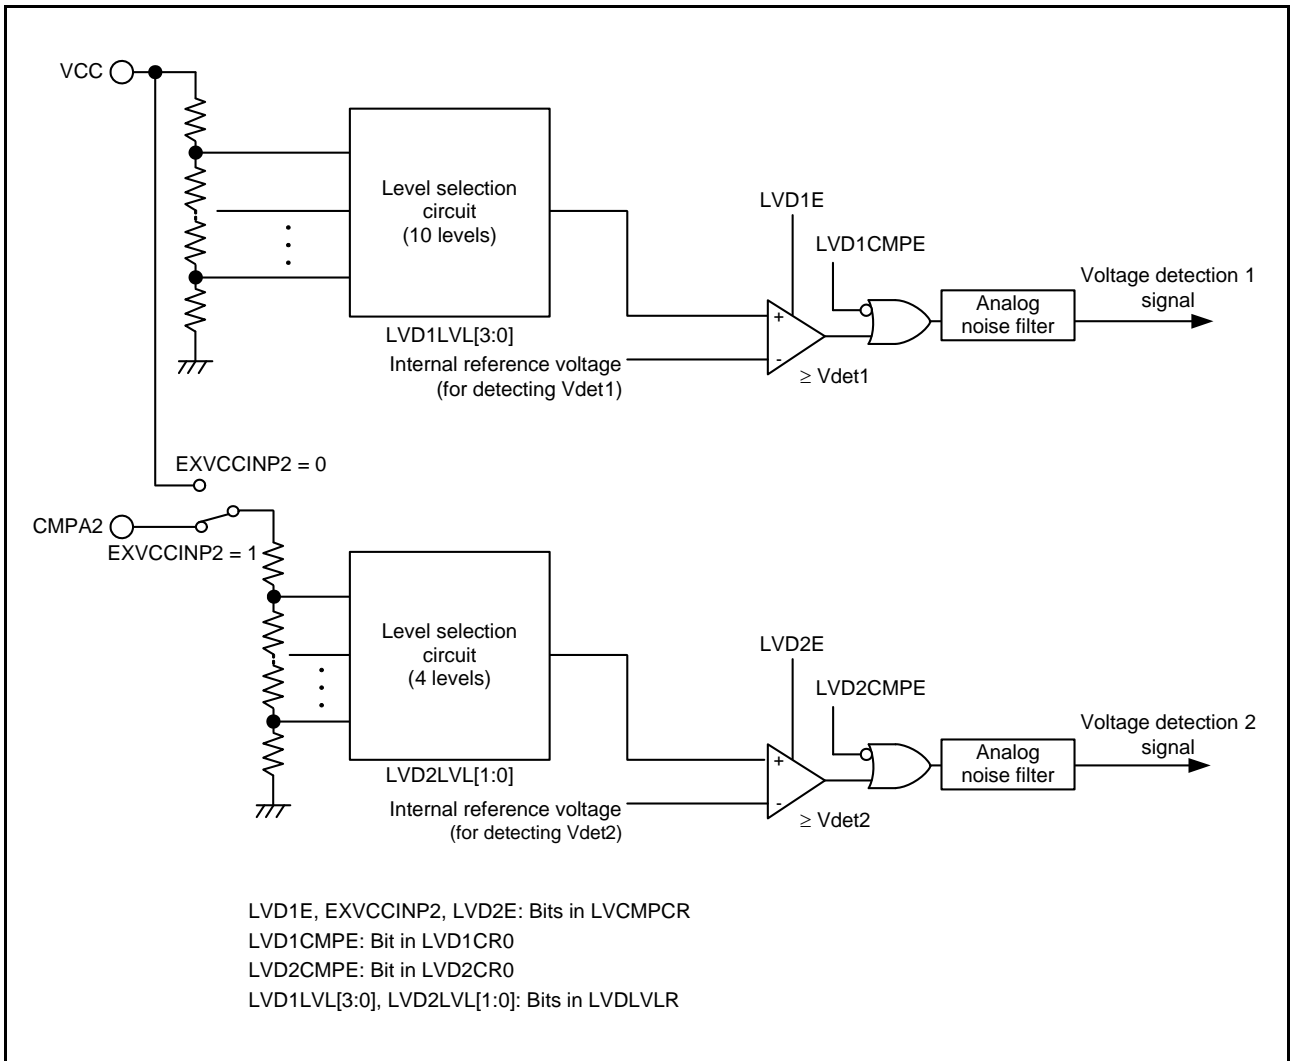 VCC
Level selection
circuit
(10 levels)
LVD1LVL[3:0]
Internal reference voltage
(for detecting Vdet1)
LVD1E
LVD1CMPE
+
-
≥ Vdet1
Analog
noise filter
Voltage detection 1
signal
EXVCCINP2 = 0
CMPA2
EXVCCINP2 = 1
Level selection
circuit
(4 levels)
LVD2LVL[1:0]
Internal reference voltage
(for detecting Vdet2)
LVD2E
LVD2CMPE
+
-
≥ Vdet2
Analog
noise filter
Voltage detection 2
signal
LVD1E, EXVCCINP2, LVD2E: Bits in LVCMPCR
LVD1CMPE: Bit in LVD1CR0
LVD2CMPE: Bit in LVD2CR0
LVD1LVL[3:0], LVD2LVL[1:0]: Bits in LVDLVLR